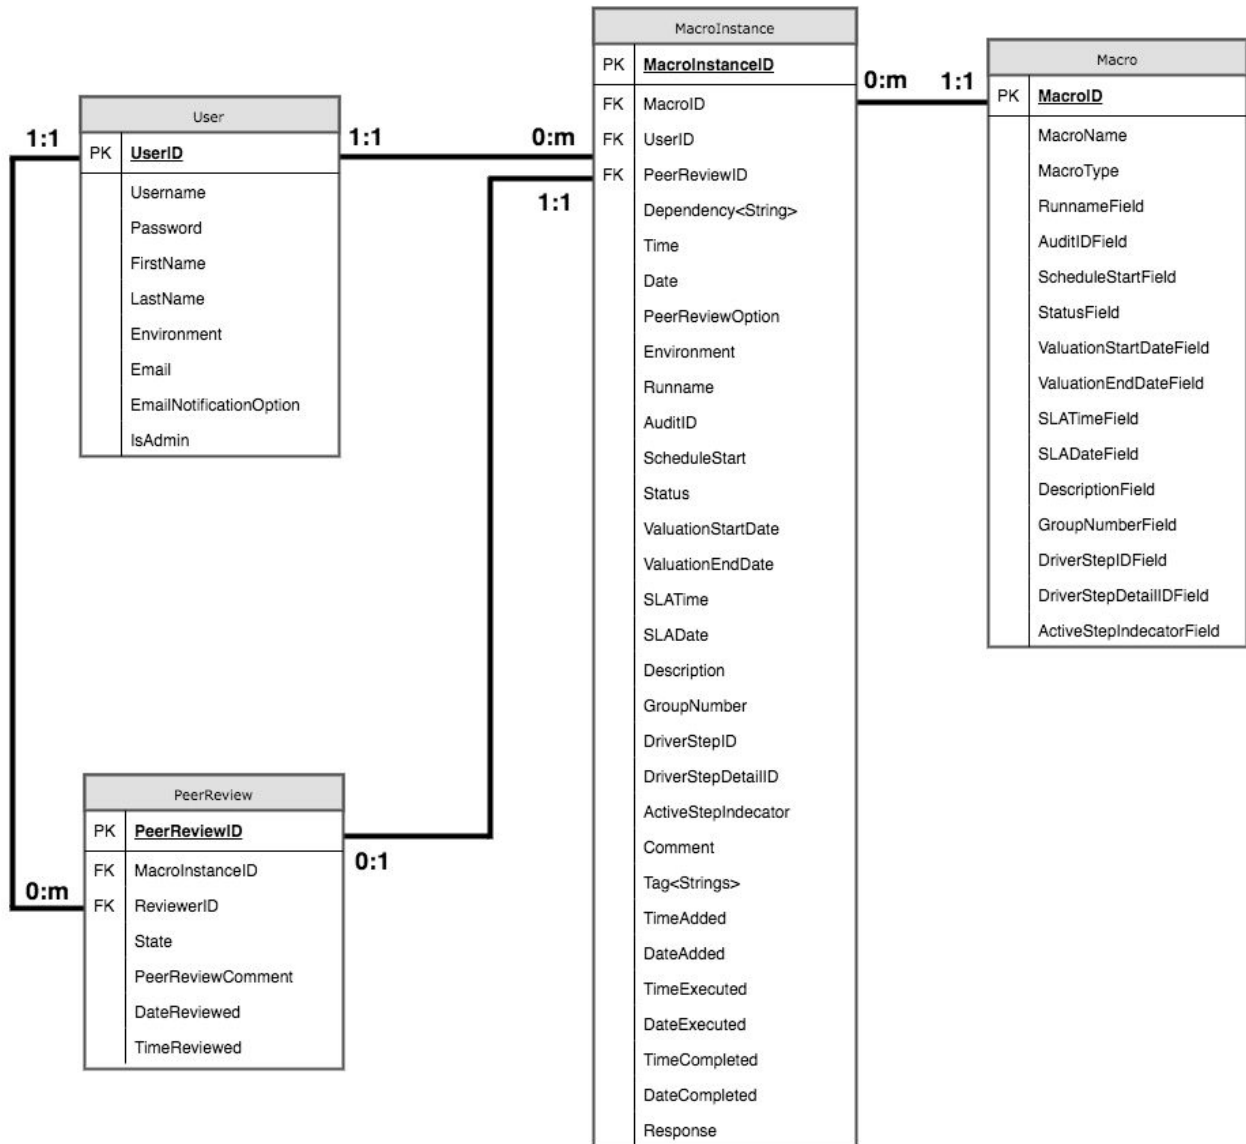 User
PK UserID
Username
Password
FirstName
LastName
Environment
Email
EmailNotificationOption
IsAdmin
1:1
1:1
0:m
1:1
0:m
1:1
MacroInstance
PK MacroInstanceID
FK MacroID
FK UserID
FK PeerReviewID
Dependency<String>
Time
Date
PeerReviewOption
Environment
Runname
AuditID
ScheduleStart
Status
ValuationStartDate
ValuationEndDate
SLATime
SLADate
Description
GroupNumber
DriverStepID
DriverStepDetailID
ActiveStepIndecator
Comment
Tag<Strings>
TimeAdded
DateAdded
TimeExecuted
DateExecuted
TimeCompleted
DateCompleted
Response
Macro
PK MacroID
MacroName
MacroType
RunnameField
AuditIDField
ScheduleStartField
StatusField
ValuationStartDateField
ValuationEndDateField
SLATimeField
SLADateField
DescriptionField
GroupNumberField
DriverStepIDField
DriverStepDetailIDField
ActiveStepIndecatorField
PeerReview
PK PeerReviewID
FK MacroInstanceID
FK ReviewerID
State
PeerReviewComment
DateReviewed
TimeReviewed
0:m
0:1